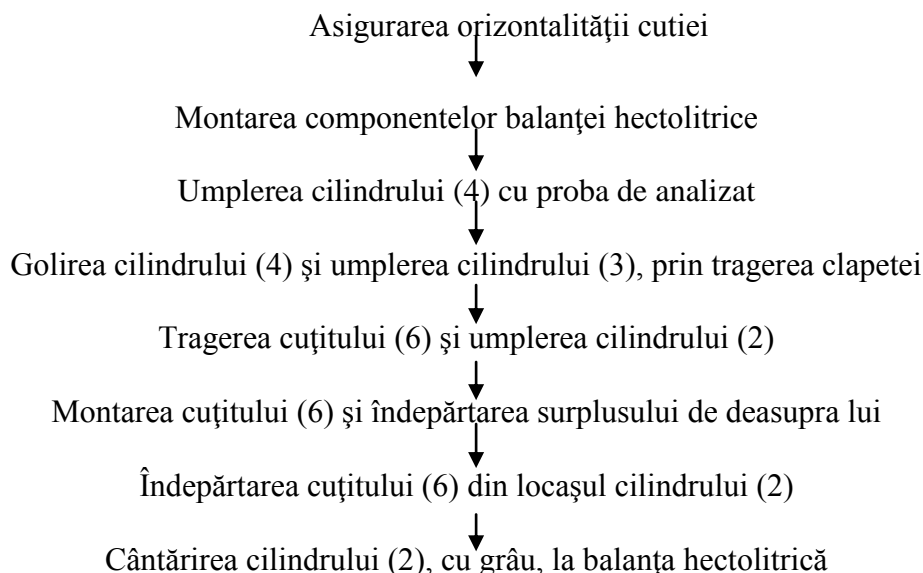 Asigurarea orizontalităţii cutiei
Montarea componentelor balanţei hectolitrice
Umplerea cilindrului (4) cu proba de analizat
Golirea cilindrului (4) şi umplerea cilindrului (3), prin tragerea clapetei
Tragerea cuţitului (6) şi umplerea cilindrului (2)
Montarea cuţitului (6) şi îndepărtarea surplusului de deasupra lui
Îndepărtarea cuţitului (6) din locaşul cilindrului (2)
Cântărirea cilindrului (2), cu grâu, la balanţa hectolitrică